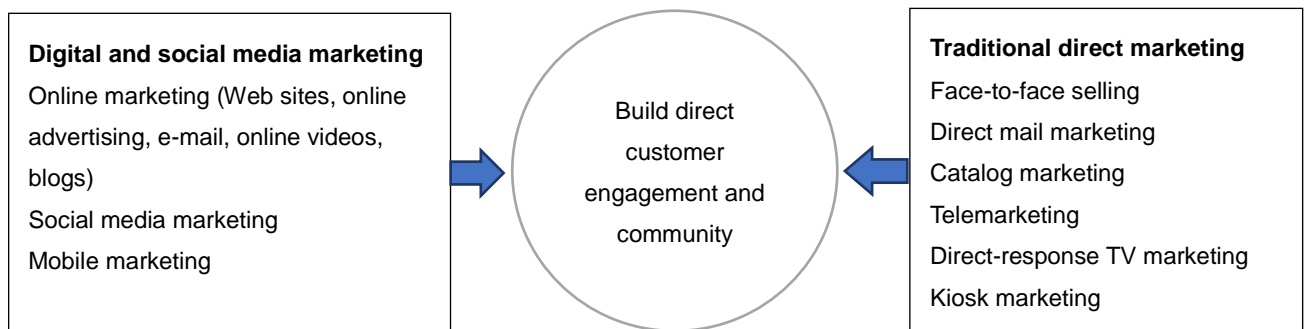 Digital and social media marketing
Online marketing (Web sites, online
advertising, e-mail, online videos,
blogs)
Social media marketing
Mobile marketing
Build direct
customer
engagement and
community
Traditional direct marketing
Face-to-face selling
Direct mail marketing
Catalog marketing
Telemarketing
Direct-response TV marketing
Kiosk marketing